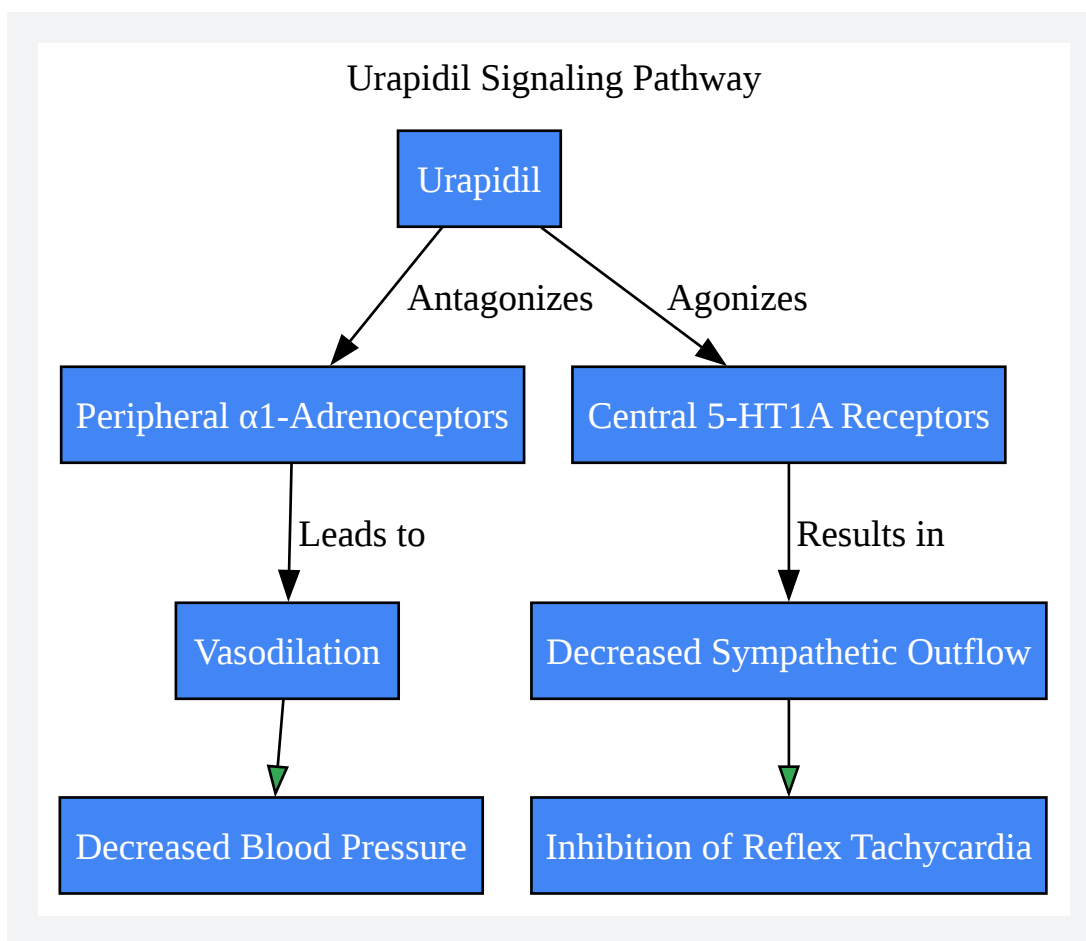 Urapidil Signaling Pathway
Urapidil
Antagonizes
Agonizes
Peripheral α1-Adrenoceptors
Central 5-HT1A Receptors
Leads to
Results in
Vasodilation
Decreased Sympathetic Outflow
Decreased Blood Pressure
Inhibition of Reflex Tachycardia